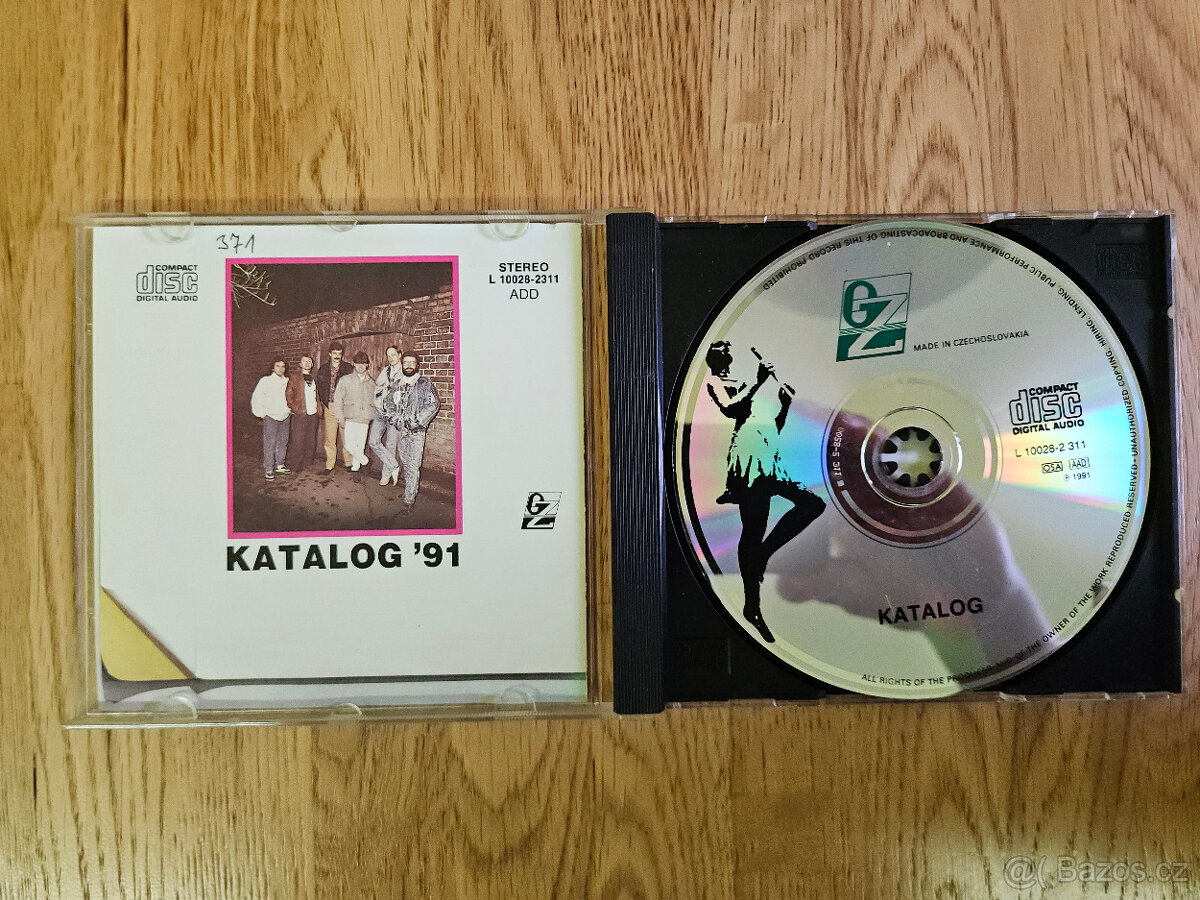 371
COMPACT
disc
DIGITAL AUDIO
STEREO
L 10028-2311
ADD
GZ
KATALOG '91
UNAUTHORIZED COPYING, HIRING, LENDING, PUBLIC PERFORMANCE AND BROADCASTING OF THIS RECORD PROHIBITED
GZ
MADE IN CZECHOSLOVAKIA
COMPACT
disc
DIGITAL AUDIO
L 10028-2 311
OSA AAD
℗ 1991
KATALOG
ALL RIGHTS OF THE PRODUCER AND OF THE OWNER OF THE WORK REPRODUCED RESERVED -
@( Bazos.cz